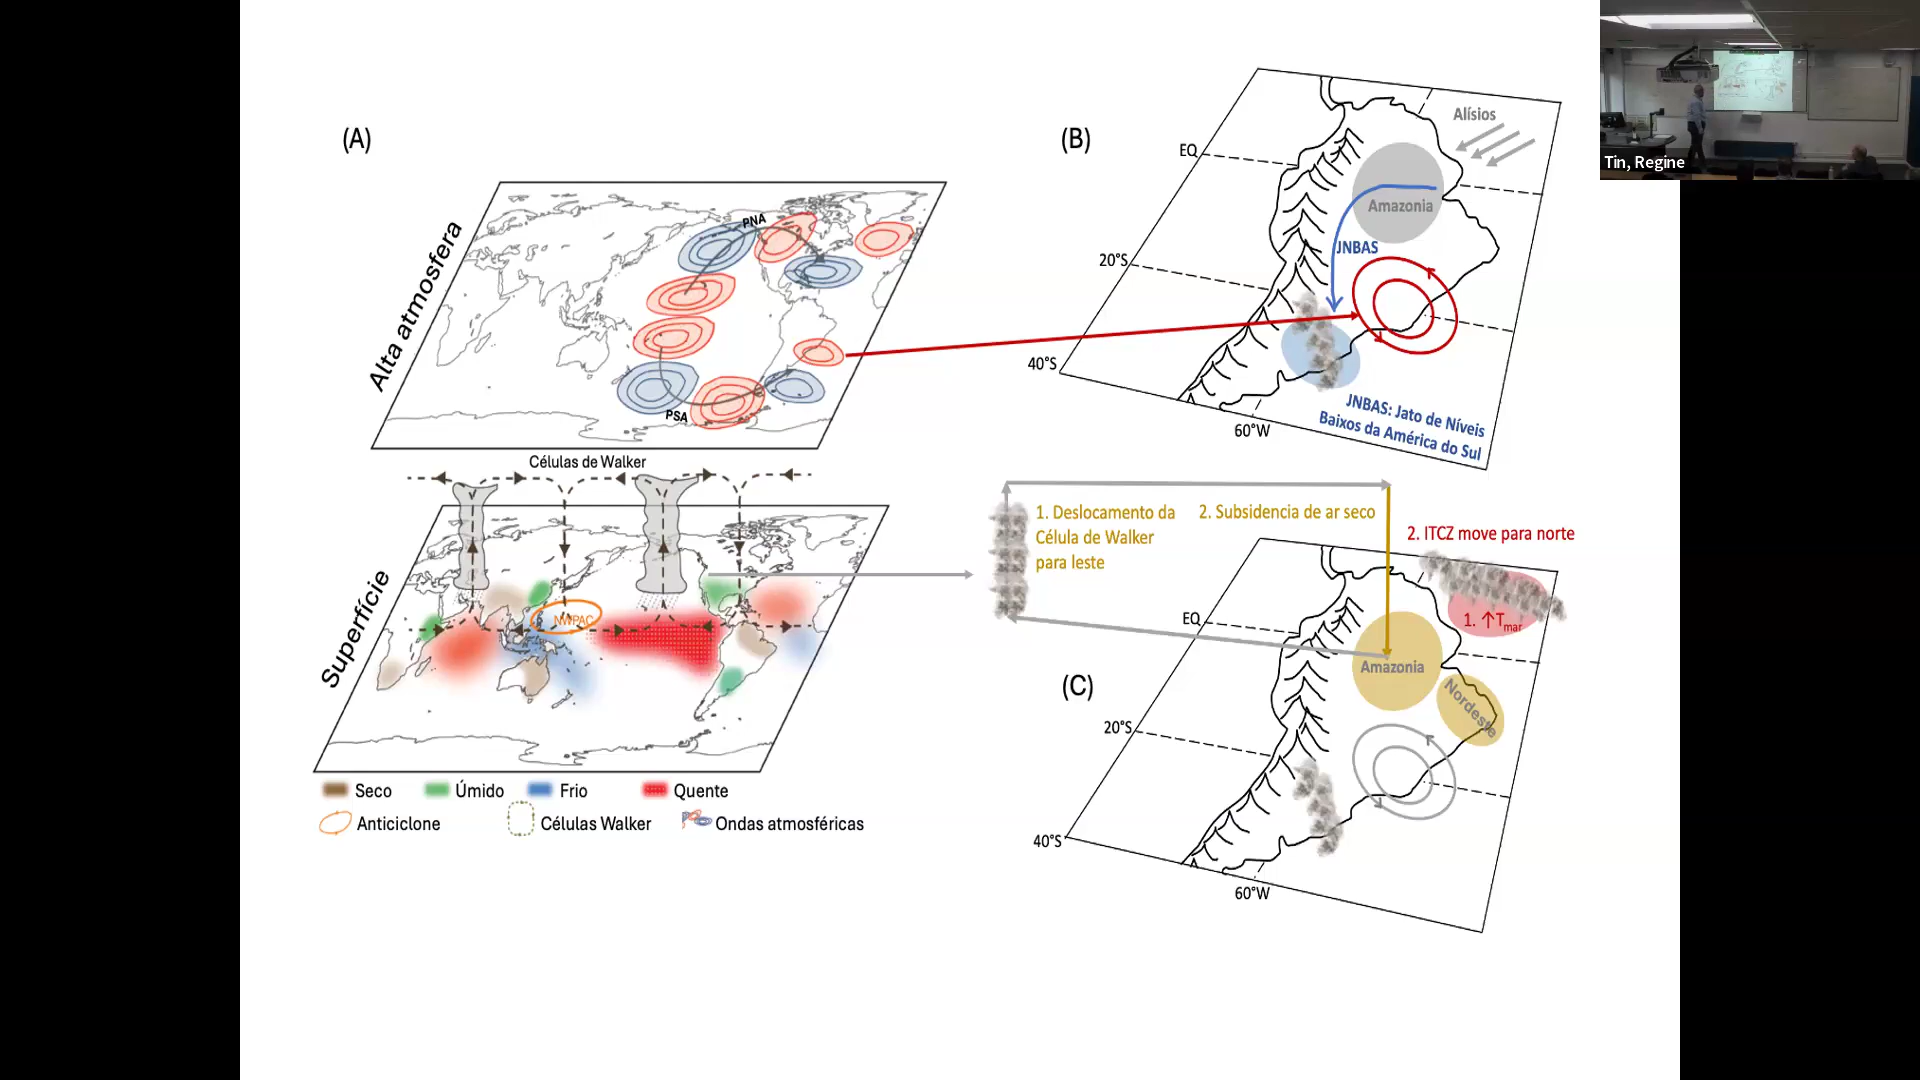 (A)
Alta atmosfera
PNA
PSA
Células de Walker
Superfície
NWPAC
Seco
Úmido
Frio
Quente
Anticiclone
Células Walker
Ondas atmosféricas
(B)
Alísios
EQ
Amazonia
JNBAS
20°S
40°S
60°W
JNBAS: Jato de Níveis
Baixos da América do Sul
1. Deslocamento da
Célula de Walker
para leste
2. Subsidencia de ar seco
2. ITCZ move para norte
1. ↑Tmar
EQ
Amazonia
Nordeste
(C)
20°S
40°S
60°W
Tin, Regine